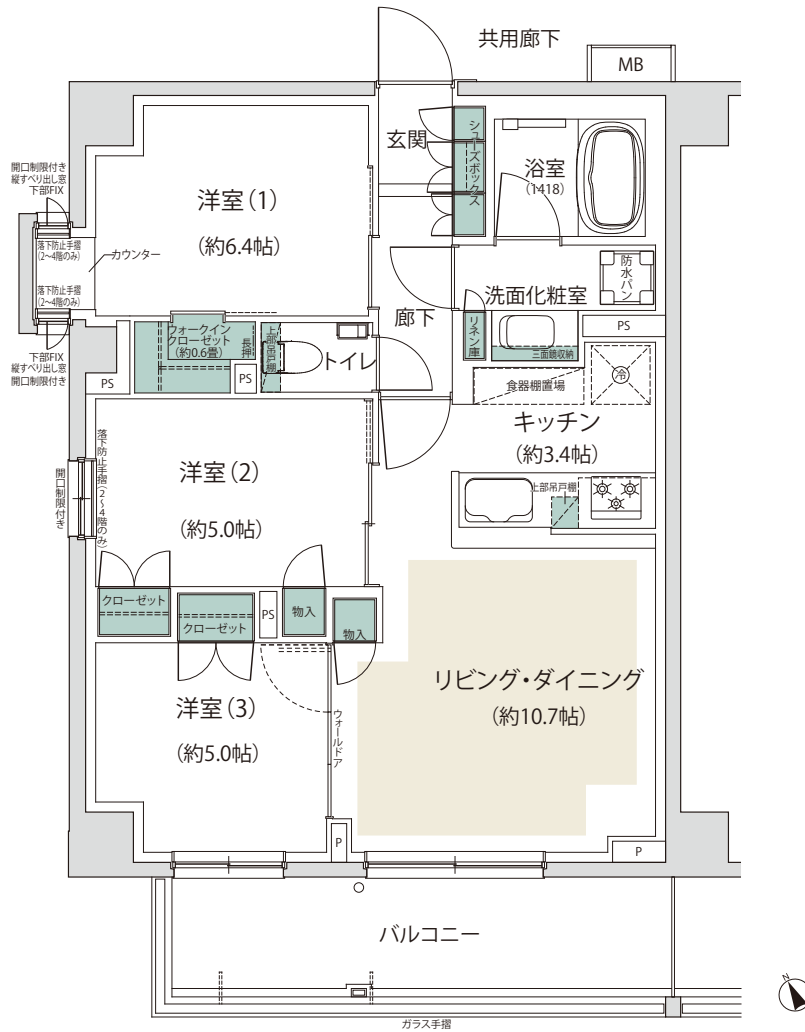 共用廊下
MB
玄関
シューズボックス
浴室
(1418)
開口制限付き
縦すべり出し窓
下部FIX
洋室(1)
(約6.4帖)
落下防止手摺
(2~4階のみ)
カウンター
落下防止手摺
(2~4階のみ)
下部FIX
縦すべり出し窓
開口制限付き
洗面化粧室
防水パン
廊下
リネン庫
三面鏡収納
PS
ウォークイン
クローゼット
(約0.6畳)
長押
上部吊戸棚
トイレ
PS
PS
食器棚置場
冷
キッチン
(約3.4帖)
上部吊戸棚
洋室(2)
(約5.0帖)
落下防止手摺(2~4階のみ)
開口制限付き
クローゼット
クローゼット
PS
物入
物入
リビング・ダイニング
(約10.7帖)
洋室(3)
(約5.0帖)
ウォールドア
P
P
バルコニー
ガラス手摺
N